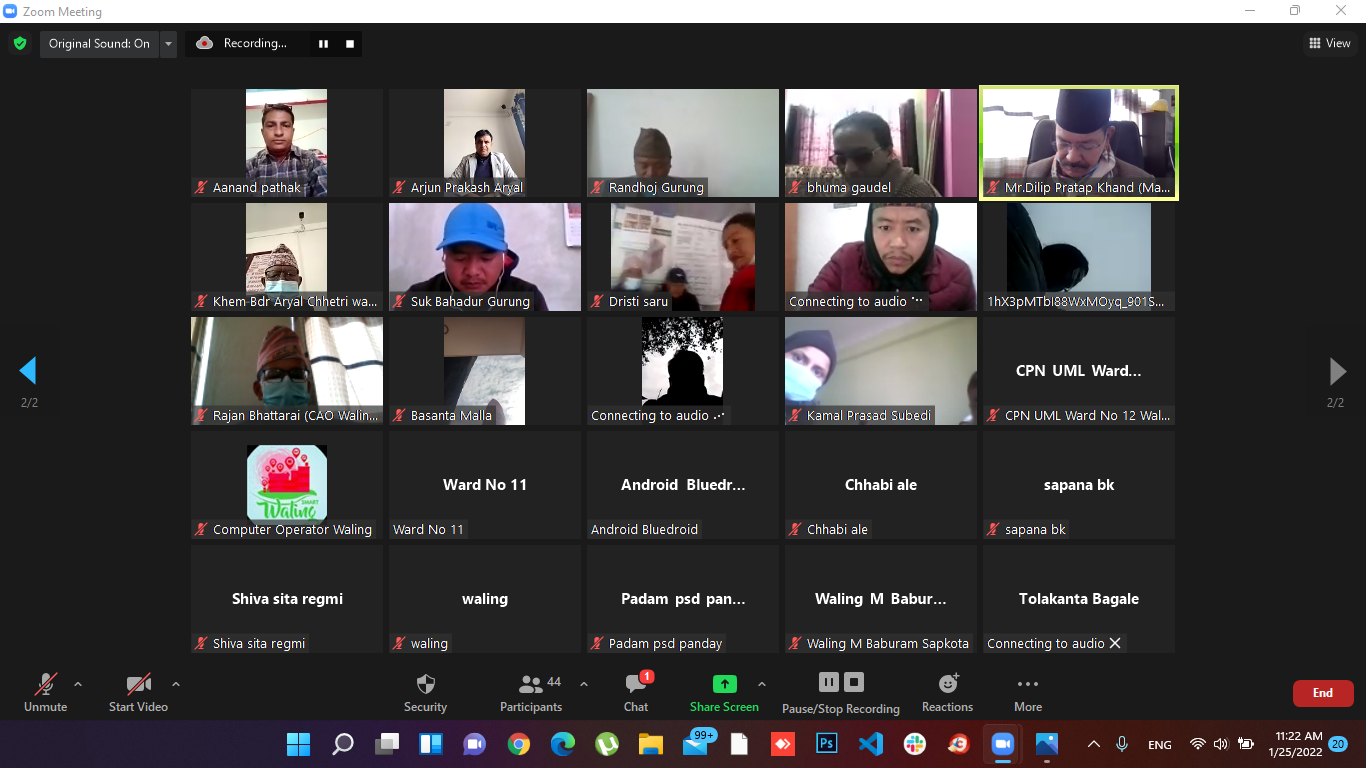 Zoom Meeting
Original Sound: On
Recording...
View
Aanand pathak
Arjun Prakash Aryal
Randhoj Gurung
bhuma gaudel
Mr.Dilip Pratap Khand (Ma...
Khem Bdr Aryal Chhetri wa...
Suk Bahadur Gurung
Dristi saru
Connecting to audio
1hX3pMTbI88WxMOyq_901S...
Rajan Bhattarai (CAO Walin...
Basanta Malla
Connecting to audio
Kamal Prasad Subedi
CPN UML Ward...
CPN UML Ward No 12 Wal...
2/2
2/2
SMART
Waling
Computer Operator Waling
Ward No 11
Ward No 11
Android Bluedr...
Android Bluedroid
Chhabi ale
Chhabi ale
sapana bk
sapana bk
Shiva sita regmi
Shiva sita regmi
waling
waling
Padam psd pan...
Padam psd panday
Waling M Babur...
Waling M Baburam Sapkota
Tolakanta Bagale
Connecting to audio
Unmute
Start Video
Security
44
Participants
1
Chat
Share Screen
Pause/Stop Recording
Reactions
More
End
99+
Ps
ENG
11:22 AM
1/25/2022
20